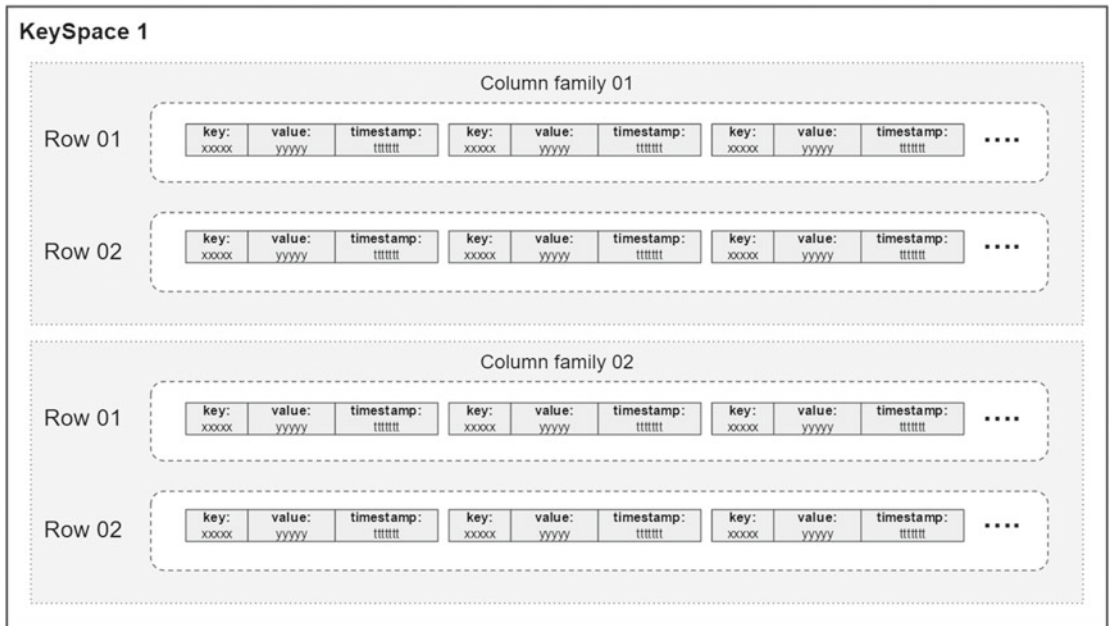 KeySpace 1
Column family 01
Row 01
key: value: timestamp: key: value: timestamp: key: value: timestamp: ....
xxxxx yyyyy ttttttt xxxxx yyyyy ttttttt xxxxx yyyyy ttttttt
Row 02
key: value: timestamp: key: value: timestamp: key: value: timestamp: ....
xxxxx yyyyy ttttttt xxxxx yyyyy ttttttt xxxxx yyyyy ttttttt
Column family 02
Row 01
key: value: timestamp: key: value: timestamp: key: value: timestamp: ....
xxxxx yyyyy ttttttt xxxxx yyyyy ttttttt xxxxx yyyyy ttttttt
Row 02
key: value: timestamp: key: value: timestamp: key: value: timestamp: ....
xxxxx yyyyy ttttttt xxxxx yyyyy ttttttt xxxxx yyyyy ttttttt